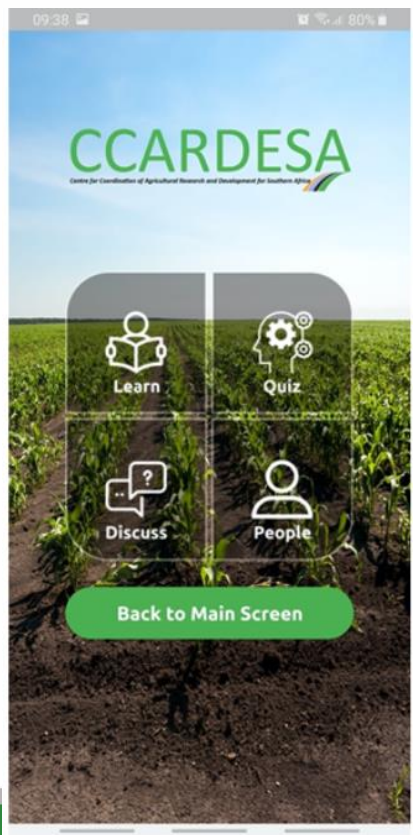 09:38 80%
CCARDESA
Centre for Coordination of Agricultural Research and Development for Southern Africa
Learn Quiz
?
Discuss People
Back to Main Screen